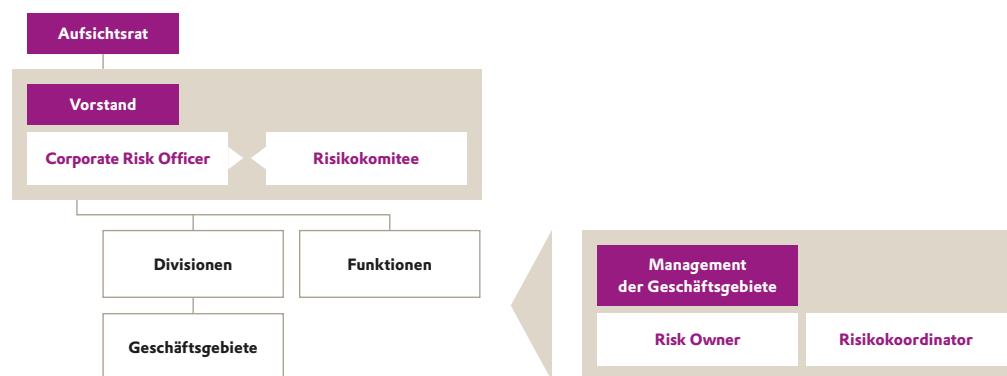 Aufsichtsrat
Vorstand
Corporate Risk Officer
Risikokomitee
Divisionen
Funktionen
Geschäftsgebiete
Management
der Geschäftsgebiete
Risk Owner
Risikokoordinator